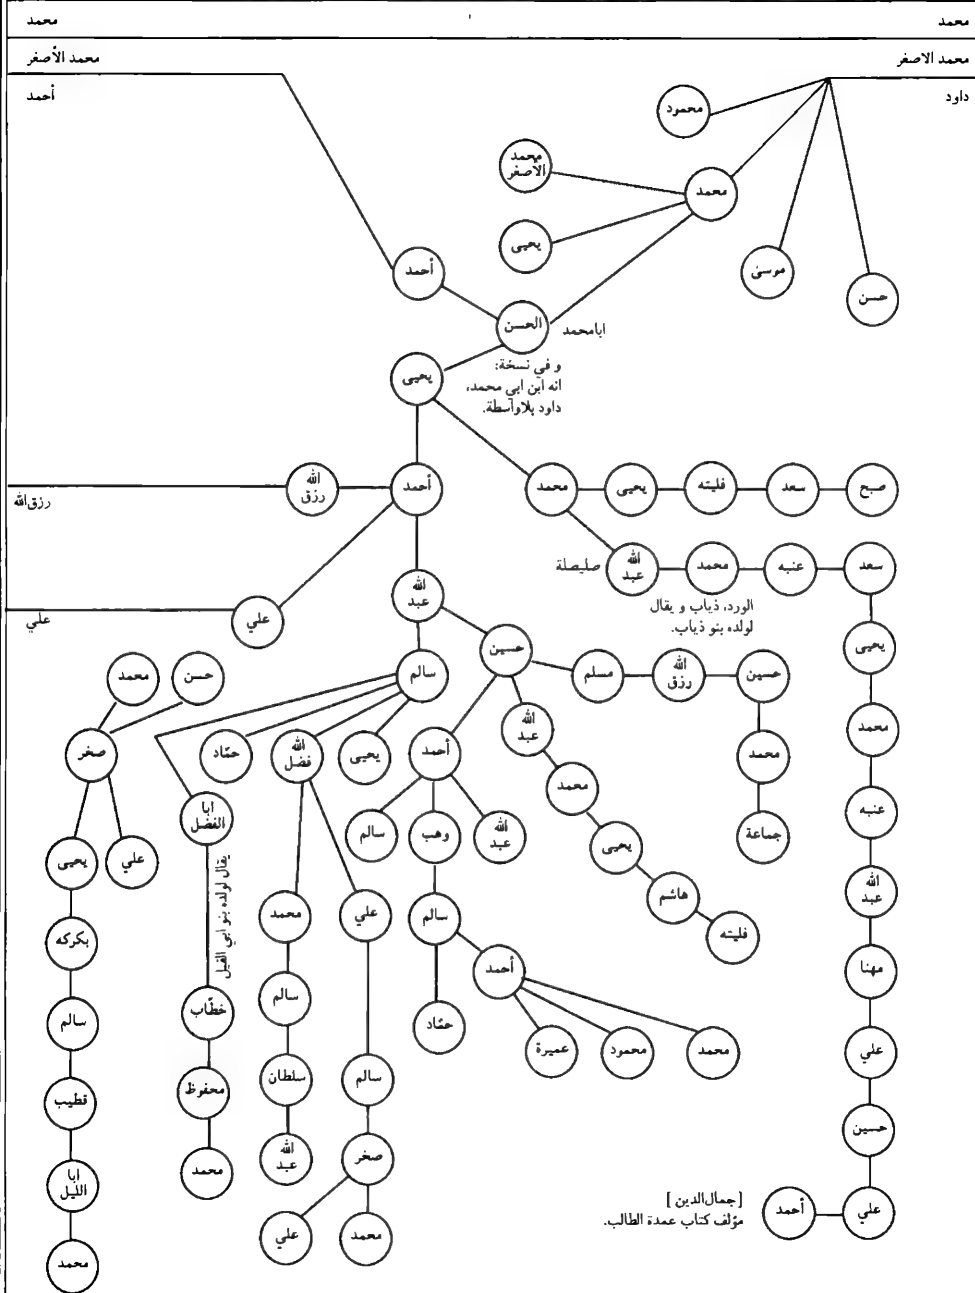 محمد
محمد
محمد الاصغر
محمد الأصغر
داود
أحمد
محمود
محمد
الأصغر
محمد
يحيى
موسى
حسن
أحمد
الحسن
ابامحمد
و في نسخة:
انه ابن ابي محمد،
داود بلاواسطة.
يحيى
صبح
سعد
فليته
يحيى
محمد
أحمد
الله
رزق
رزق‌الله
سعد
عنبه
محمد
الله
عبد
صليصلة
الورد، ذياب و يقال
لولده بنو ذياب.
الله
عبد
علي
علي
يحيى
حسين
الله
رزق
مسلم
حسين
سالم
حسن
محمد
محمد
محمد
الله
عبد
أحمد
يحيى
الله
فضل
حمّاد
صخر
محمد
عنبه
جماعة
يحيى
الله
عبد
وهب
سالم
ابا
الفضل
علي
يحيى
يقال لولده بنو ابي الفيل
الله
عبد
هاشم
فليته
سالم
علي
محمد
بكركه
مهنا
أحمد
سالم
خطّاب
سالم
علي
محمد
محمود
عميرة
حمّاد
سالم
سلطان
محفوظ
قطيب
حسين
صخر
الله
عبد
محمد
ابا
الليل
علي
أحمد
[جمال‌الدين ]
مؤلف كتاب عمدة الطالب.
محمد
علي
محمد